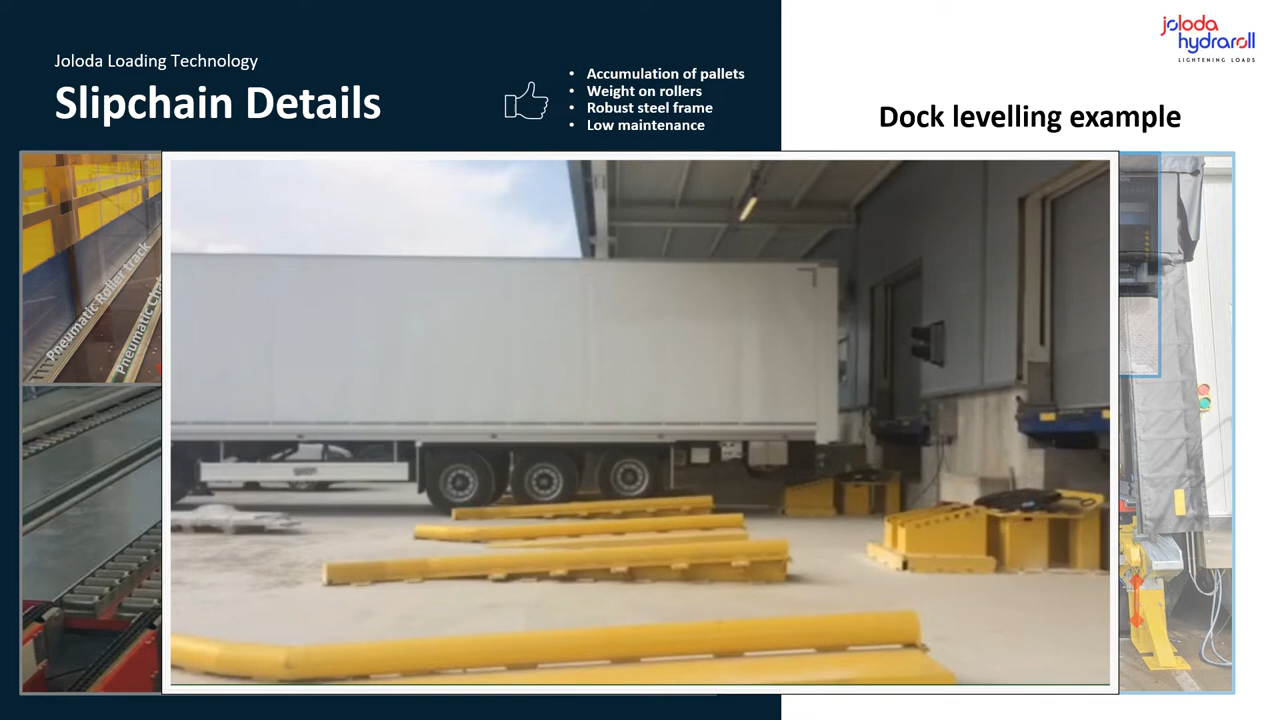 Joloda Loading Technology
Slipchain Details
• Accumulation of pallets
• Weight on rollers
• Robust steel frame
• Low maintenance
joloda
hydraroll
LIGHTENING LOADS
Dock levelling example
Pneumatic Roller track
Pneumatic